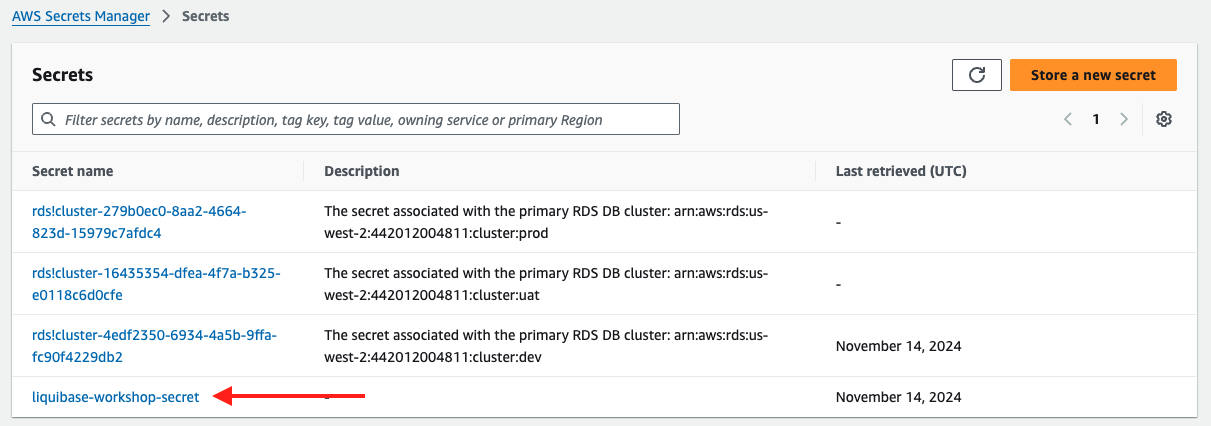 AWS Secrets Manager > Secrets
Secrets
Store a new secret
Filter secrets by name, description, tag key, tag value, owning service or primary Region
1
Secret name Description Last retrieved (UTC)
rds!cluster-279b0ec0-8aa2-4664- The secret associated with the primary RDS DB cluster: arn:aws:rds:us-
823d-15979c7afdc4 west-2:442012004811:cluster:prod -
rds!cluster-16435354-dfea-4f7a-b325- The secret associated with the primary RDS DB cluster: arn:aws:rds:us-
e0118c6d0cfe west-2:442012004811:cluster:uat -
rds!cluster-4edf2350-6934-4a5b-9ffa- The secret associated with the primary RDS DB cluster: arn:aws:rds:us-
fc90f4229db2 west-2:442012004811:cluster:dev November 14, 2024
liquibase-workshop-secret - November 14, 2024